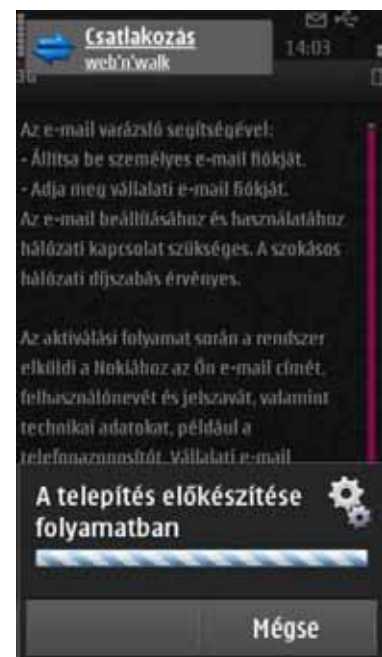 Csatlakozás
web'n'walk
14:03
Az e-mail varázsló segítségével:
- Állítsa be személyes e-mail fiókját.
- Adja meg vállalati e-mail fiókját.
Az e-mail beállításához és használatához
hálózati kapcsolat szükséges. A szokásos
hálózati díjszabás érvényes.
Az aktiválási folyamat során a rendszer
elküldi a Nokiához az Ön e-mail címét,
felhasználónevét és jelszavát, valamint
technikai adatokat, például a
telefonazonosítót. Vállalati e-mail
A telepítés előkészítése
folyamatban
Mégse